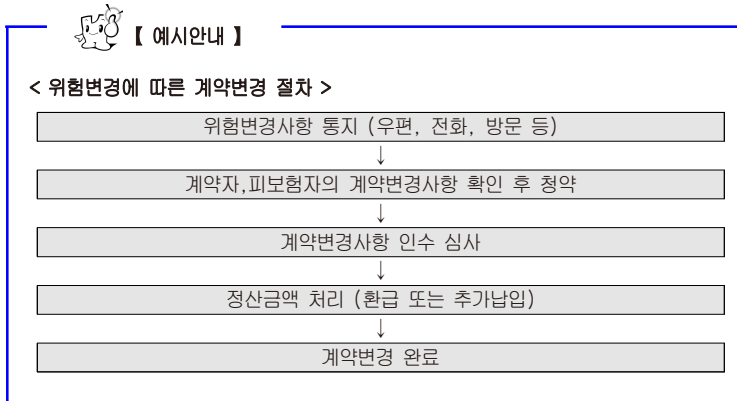 【 예시안내 】
< 위험변경에 따른 계약변경 절차 >
위험변경사항 통지 (우편, 전화, 방문 등)
↓
계약자,피보험자의 계약변경사항 확인 후 청약
↓
계약변경사항 인수 심사
↓
정산금액 처리 (환급 또는 추가납입)
↓
계약변경 완료